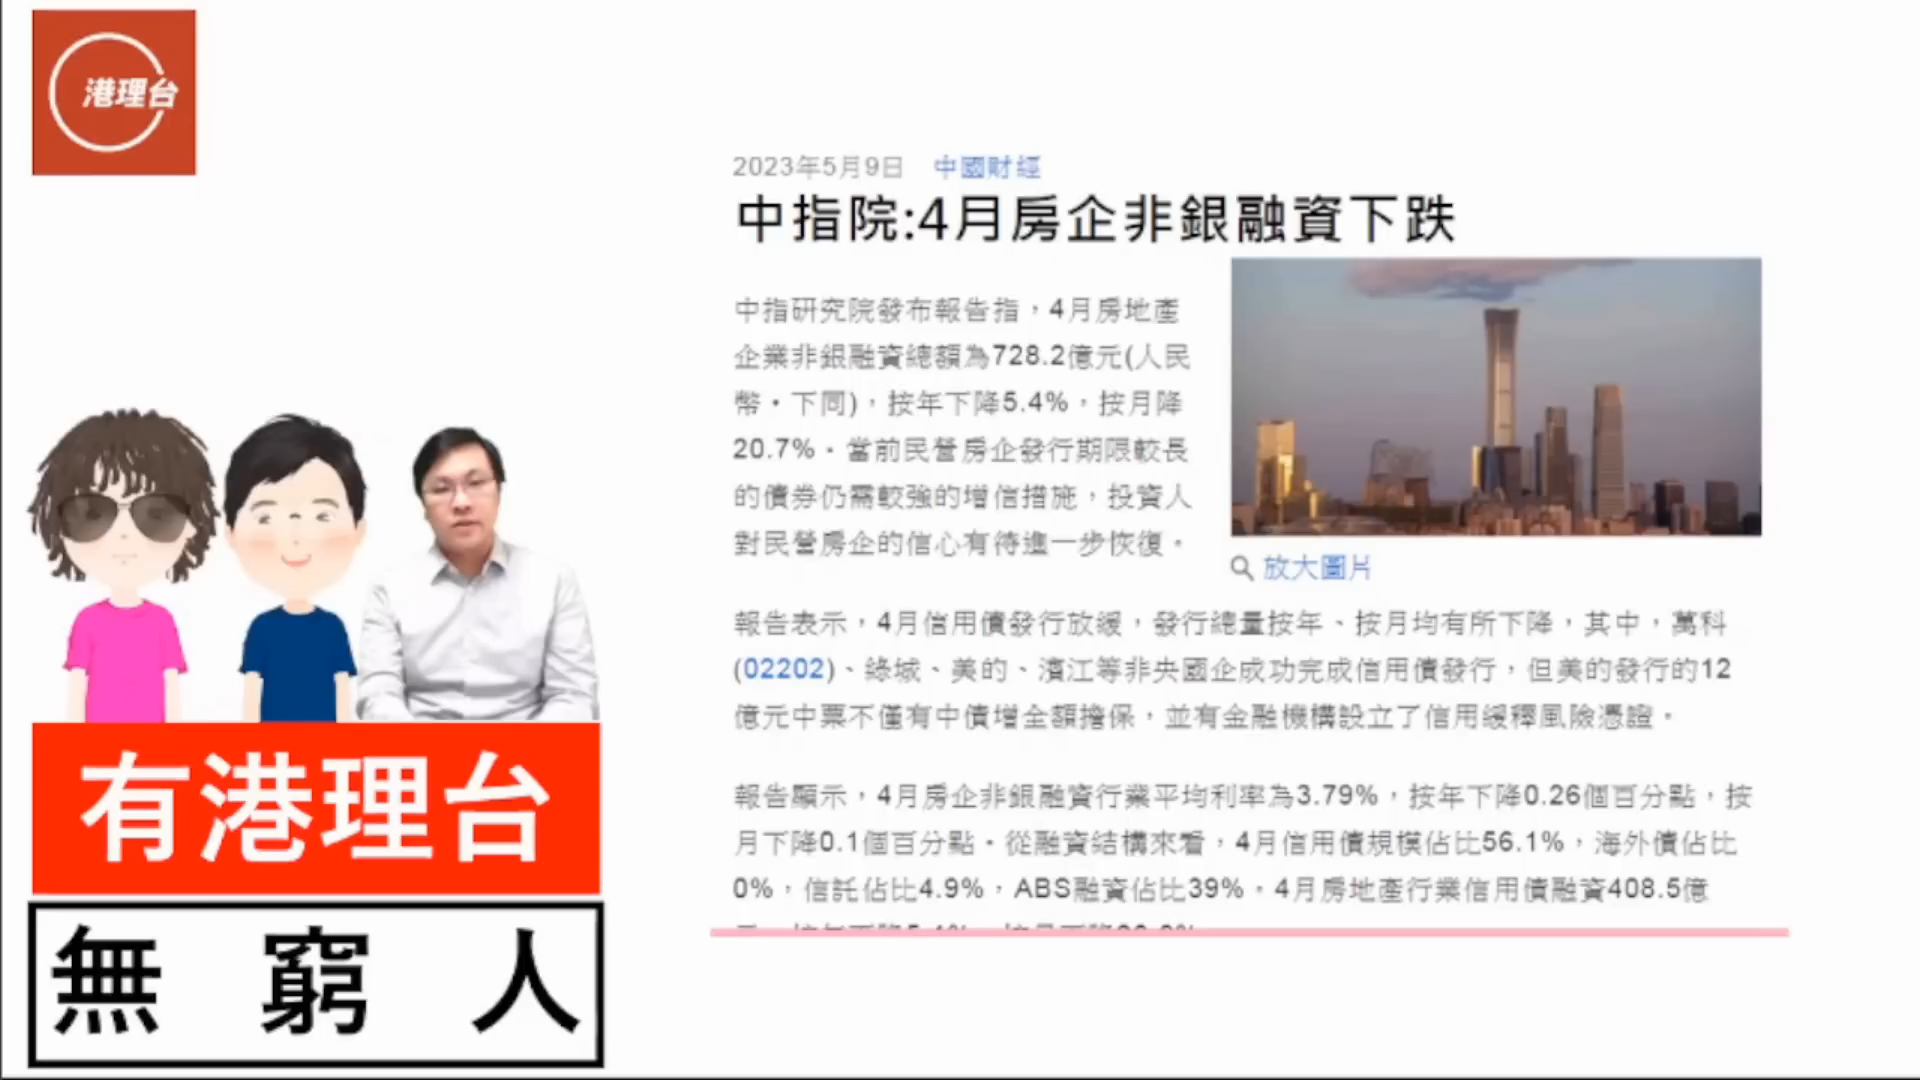 港理台
2023年5月9日 中國財經
中指院:4月房企非銀融資下跌
中指研究院發布報告指，4月房地產
企業非銀融資總額為728.2億元(人民
幣．下同)，按年下降5.4%，按月降
20.7%。當前民營房企發行期限較長
的債券仍需較強的增信措施，投資人
對民營房企的信心有待進一步恢復。
放大圖片
報告表示，4月信用債發行放緩，發行總量按年、按月均有所下降，其中，萬科
(02202)、綠城、美的、濱江等非央國企成功完成信用債發行，但美的發行的12
億元中票不僅有中債增全額擔保，並有金融機構設立了信用緩釋風險憑證。
報告顯示，4月房企非銀融資行業平均利率為3.79%，按年下降0.26個百分點，按
月下降0.1個百分點。從融資結構來看，4月信用債規模佔比56.1%，海外債佔比
0%，信託佔比4.9%，ABS融資佔比39%。4月房地產行業信用債融資408.5億
有港理台
無窮人